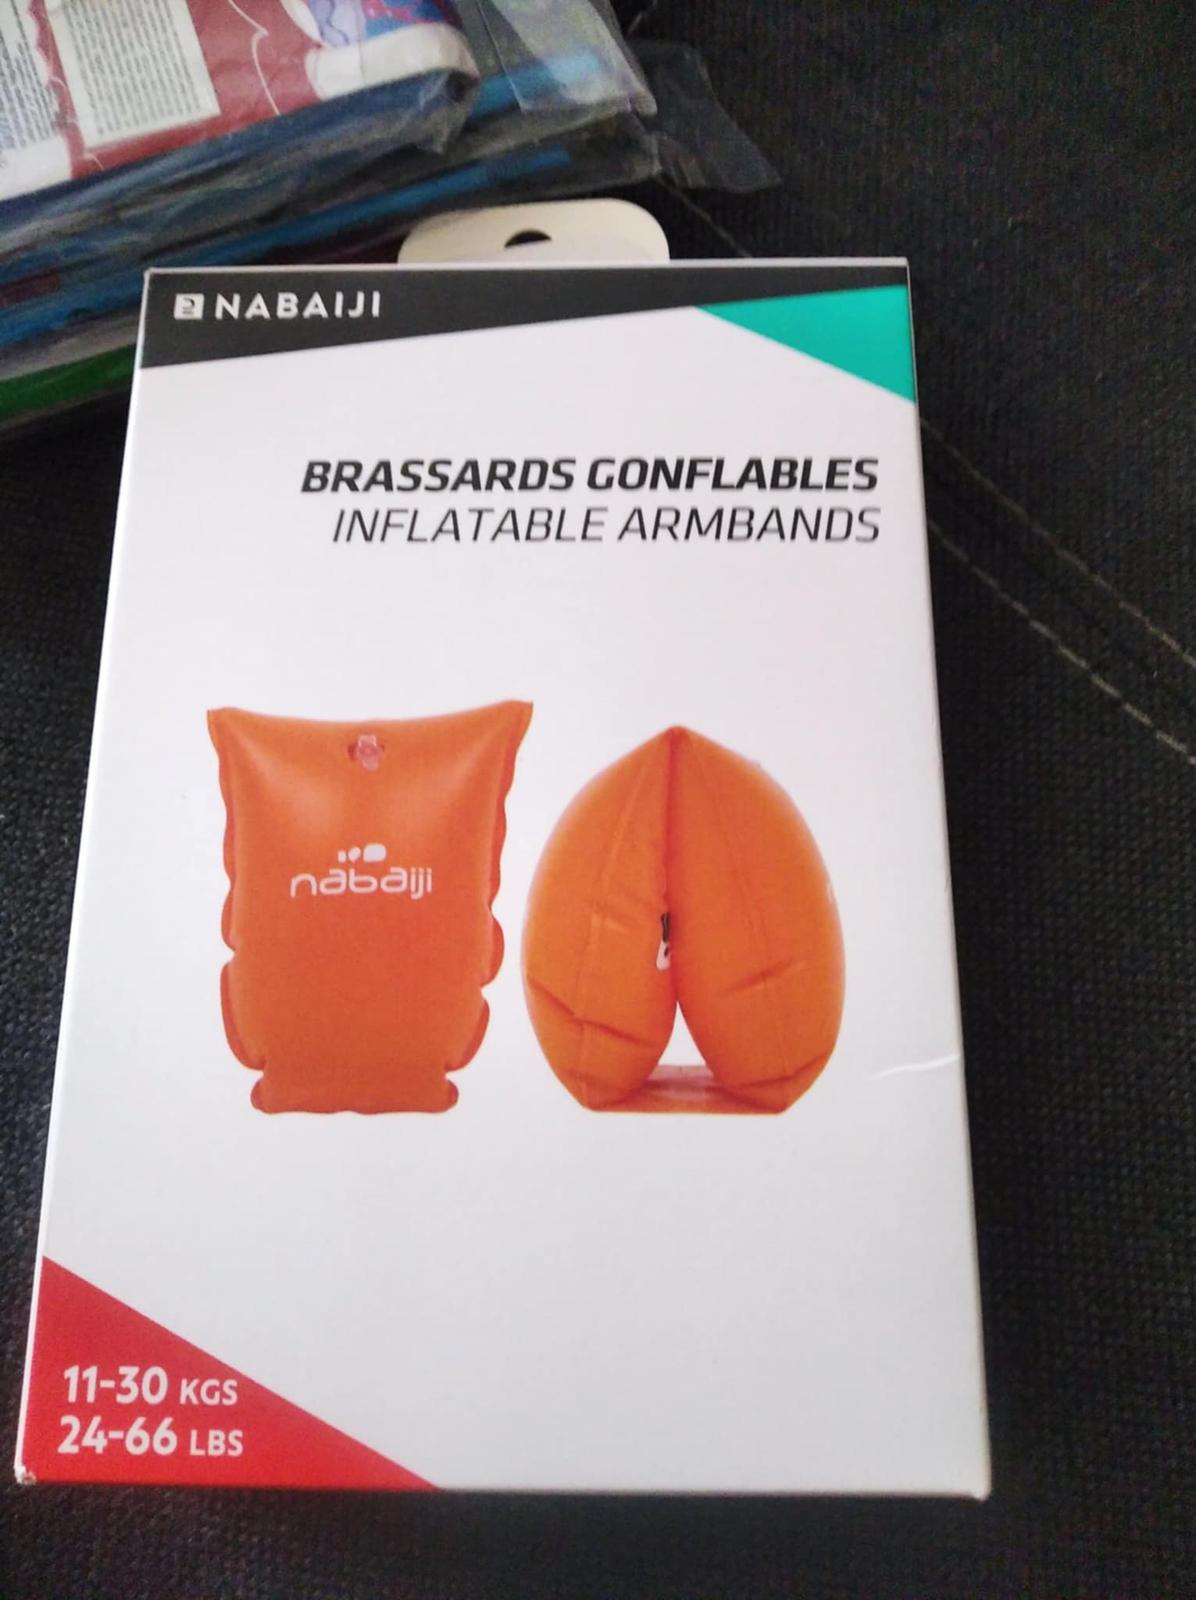 NABAIJI
BRASSARDS GONFLABLES
INFLATABLE ARMBANDS
nabaiji
11-30 KGS
24-66 LBS